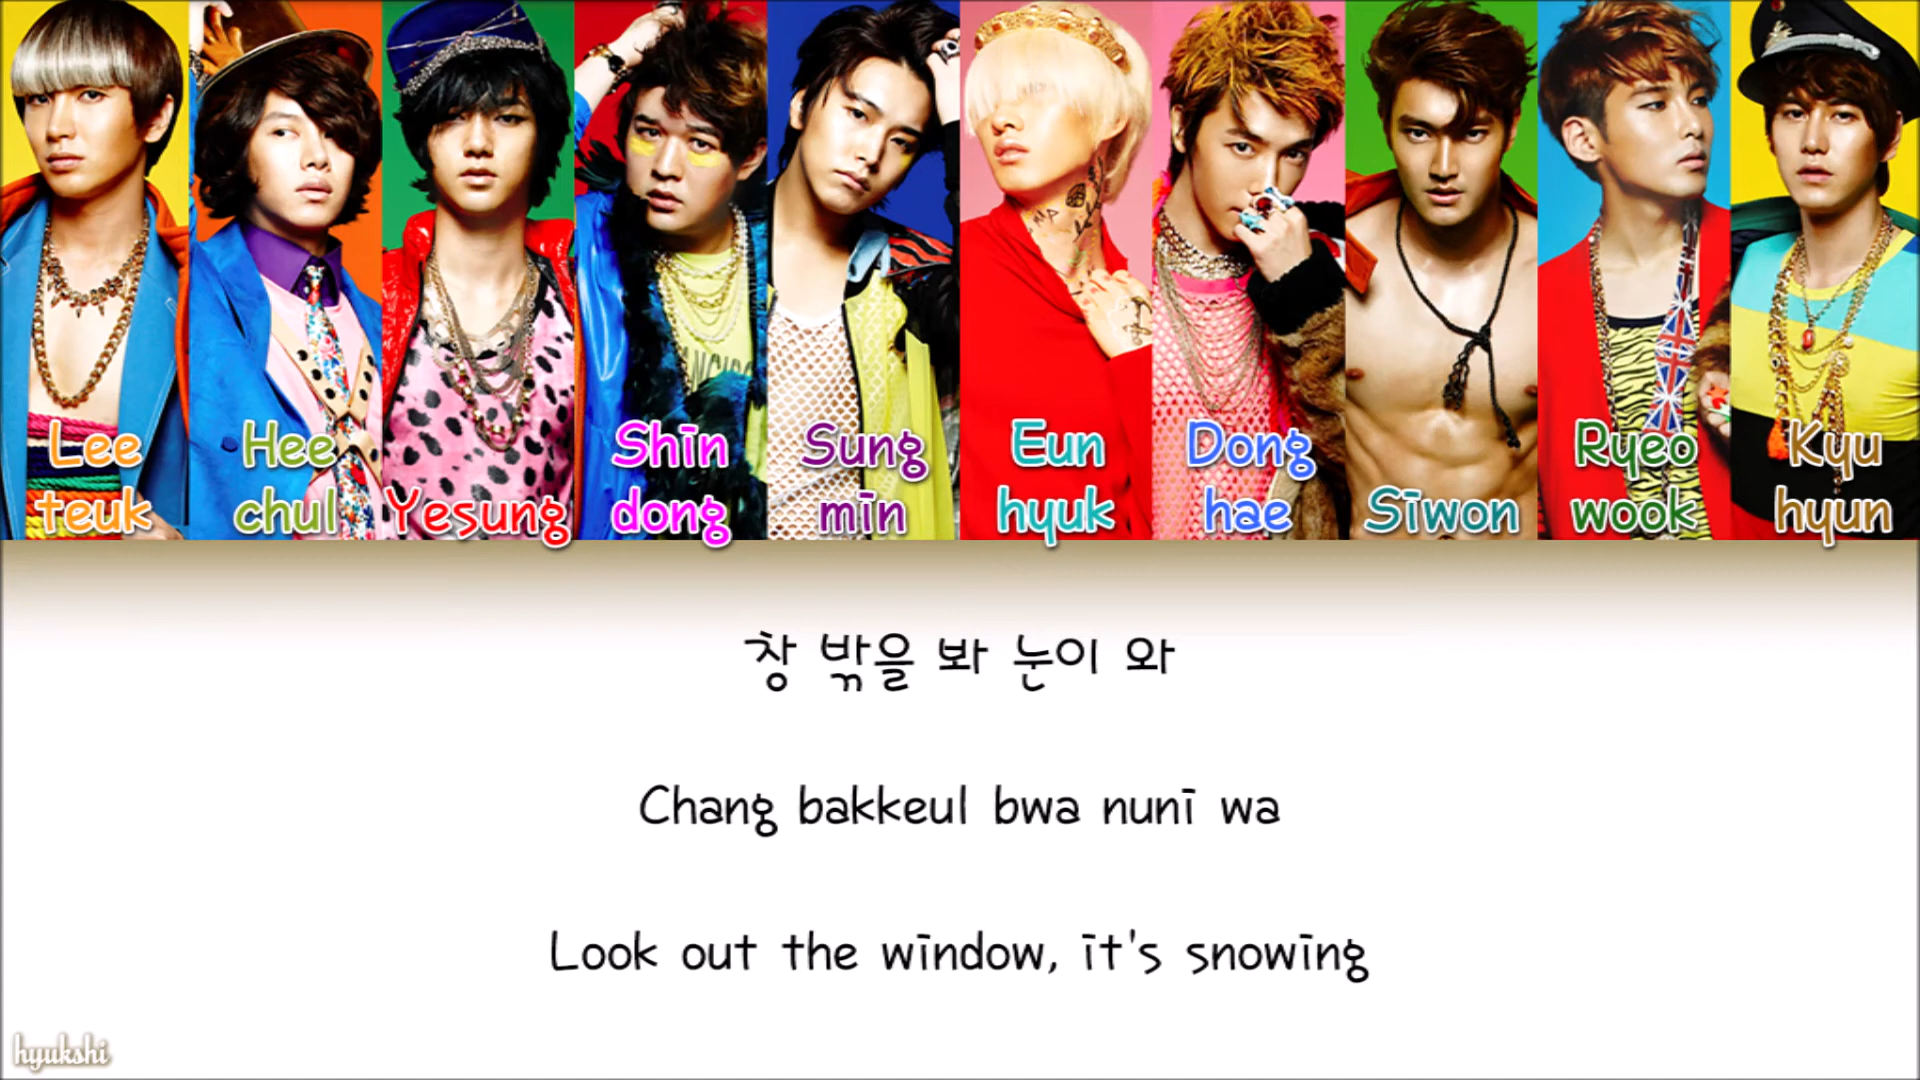 Lee
teuk
Hee
chul
Yesung
Shin
dong
Sung
min
Eun
hyuk
Dong
hae
Siwon
Ryeo
wook
Kyu
hyun
창 밖을 봐 눈이 와
Chang bakkeul bwa nuni wa
Look out the window, it's snowing
hyukshi